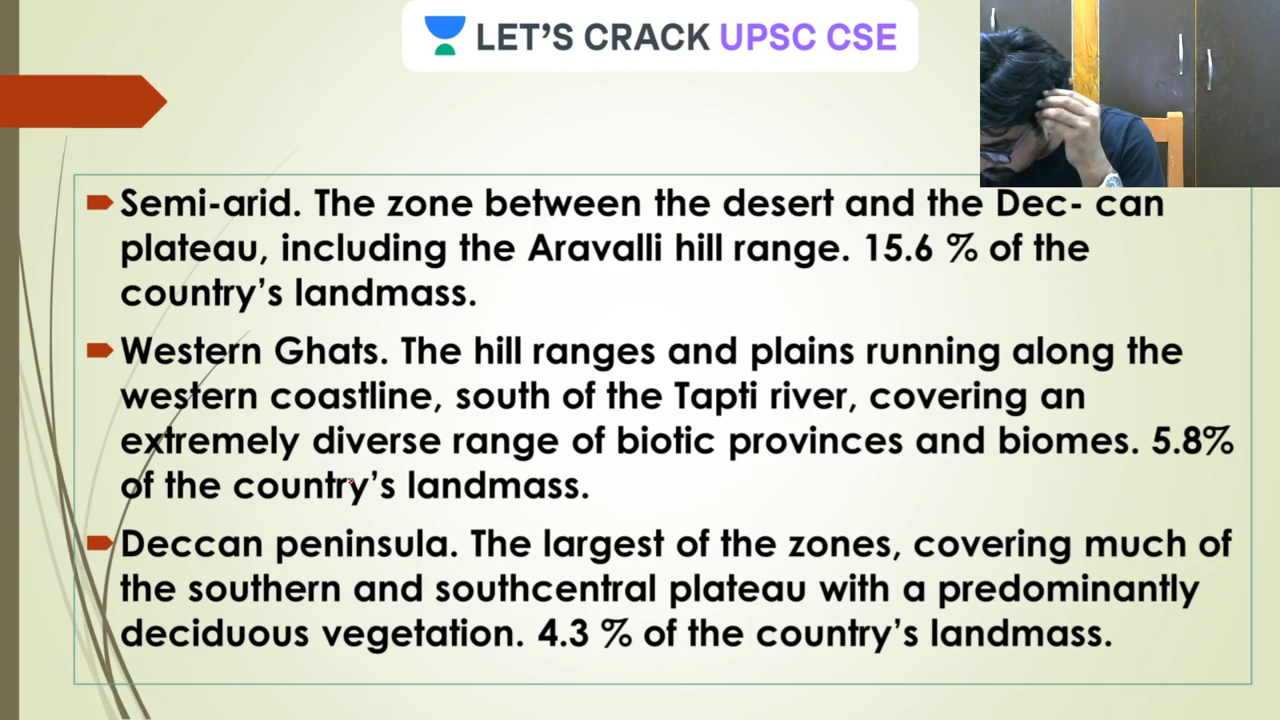 LET'S CRACK UPSC CSE
Semi-arid. The zone between the desert and the Dec- can
plateau, including the Aravalli hill range. 15.6 % of the
country's landmass.
Western Ghats. The hill ranges and plains running along the
western coastline, south of the Tapti river, covering an
extremely diverse range of biotic provinces and biomes. 5.8%
of the country's landmass.
Deccan peninsula. The largest of the zones, covering much of
the southern and southcentral plateau with a predominantly
deciduous vegetation. 4.3 % of the country's landmass.